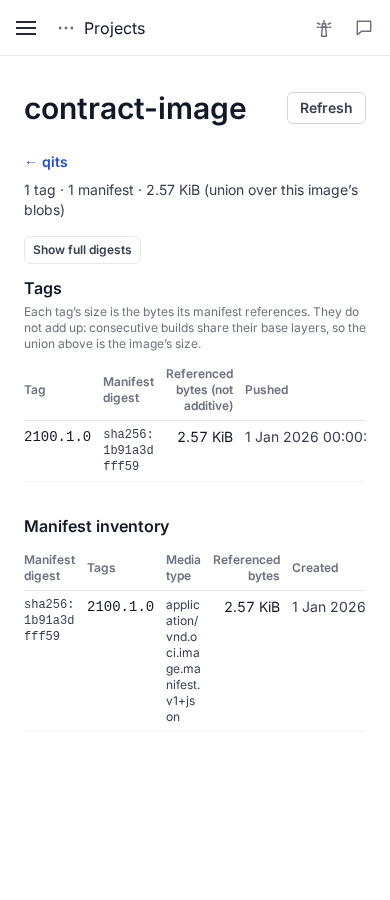 ··· Projects
contract-image
Refresh
← qits
1 tag · 1 manifest · 2.57 KiB (union over this image's
blobs)
Show full digests
Tags
Each tag's size is the bytes its manifest references. They do
not add up: consecutive builds share their base layers, so the
union above is the image's size.
Tag
Manifest
digest
Referenced
bytes (not
additive)
Pushed
2100.1.0
sha256:
1b91a3d
fff59
2.57 KiB
1 Jan 2026 00:00:
Manifest inventory
Manifest
digest
Tags
Media
type
Referenced
bytes
Created
sha256:
1b91a3d
fff59
2100.1.0
applic
ation/
vnd.o
ci.ima
ge.ma
nifest.
v1+js
on
2.57 KiB
1 Jan 2026